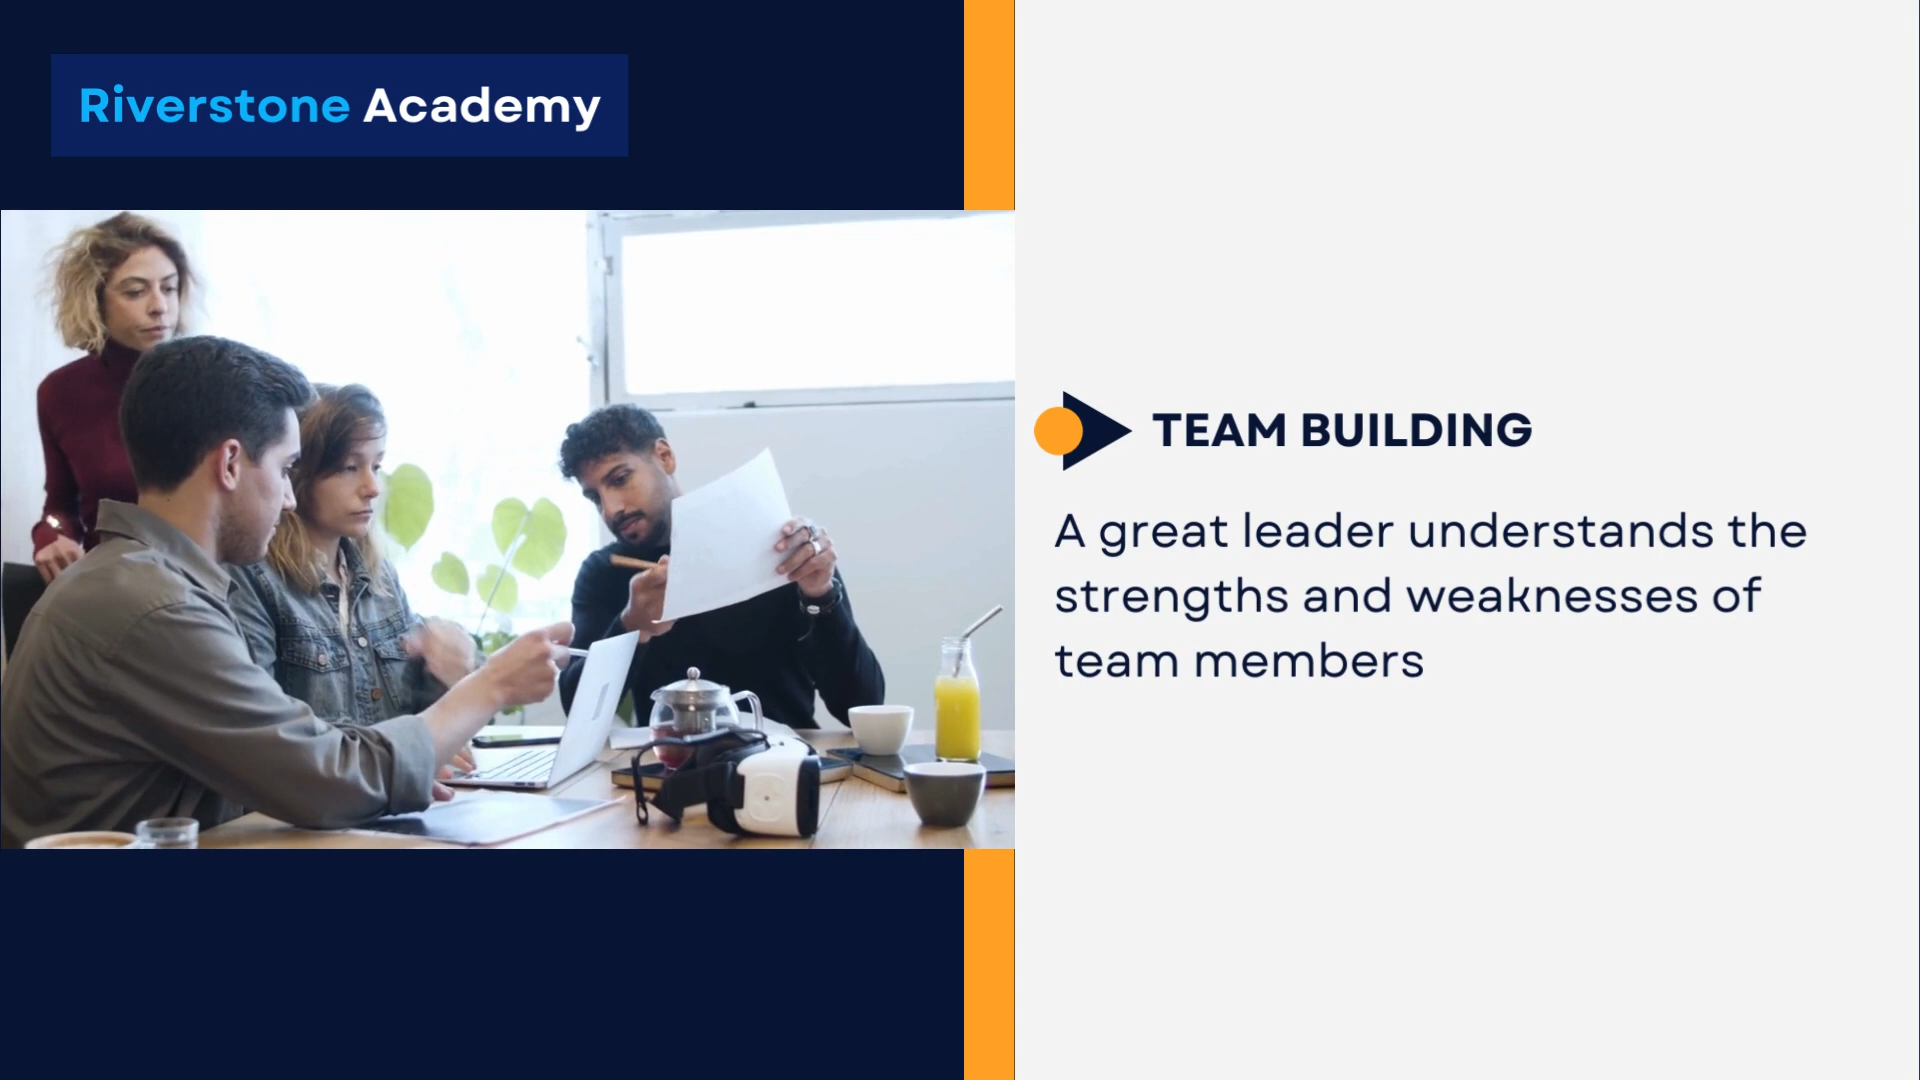 Riverstone Academy
TEAM BUILDING
A great leader understands the
strengths and weaknesses of
team members